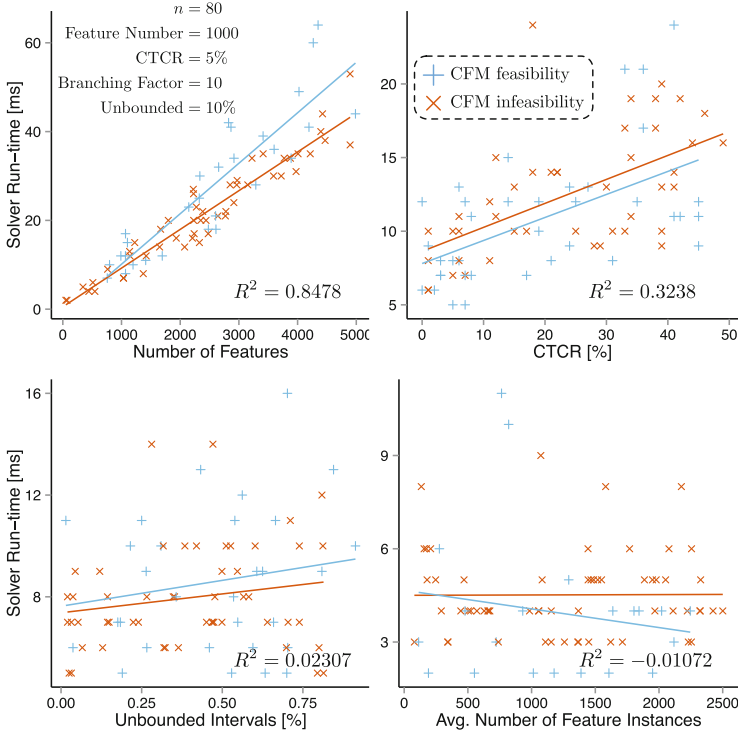 n = 80
Feature Number = 1000
CTCR = 5%
Branching Factor = 10
Unbounded = 10%
Solver Run−time [ms]
60
40
20
0
R² = 0.8478
0 1000 2000 3000 4000 5000
Number of Features
CFM feasibility
CFM infeasibility
20
15
10
5
R² = 0.3238
0 10 20 30 40 50
CTCR [%]
Solver Run−time [ms]
16
12
8
R² = 0.02307
0.00 0.25 0.50 0.75
Unbounded Intervals [%]
9
6
3
R² = −0.01072
0 500 1000 1500 2000 2500
Avg. Number of Feature Instances